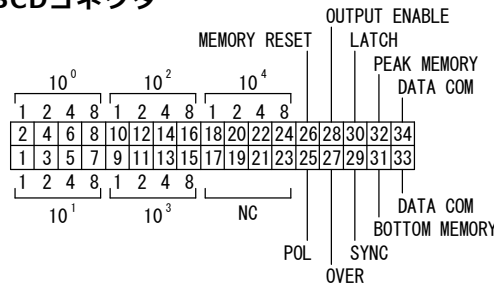 BCDコネクタ
OUTPUT ENABLE
MEMORY RESET LATCH
PEAK MEMORY
10⁰ 10² 10⁴ DATA COM
1 2 4 8 1 2 4 8 1 2 4 8
2 4 6 8 10 12 14 16 18 20 22 24 26 28 30 32 34
1 3 5 7 9 11 13 15 17 19 21 23 25 27 29 31 33
1 2 4 8 1 2 4 8
10¹ 10³ NC DATA COM
BOTTOM MEMORY
POL SYNC
OVER